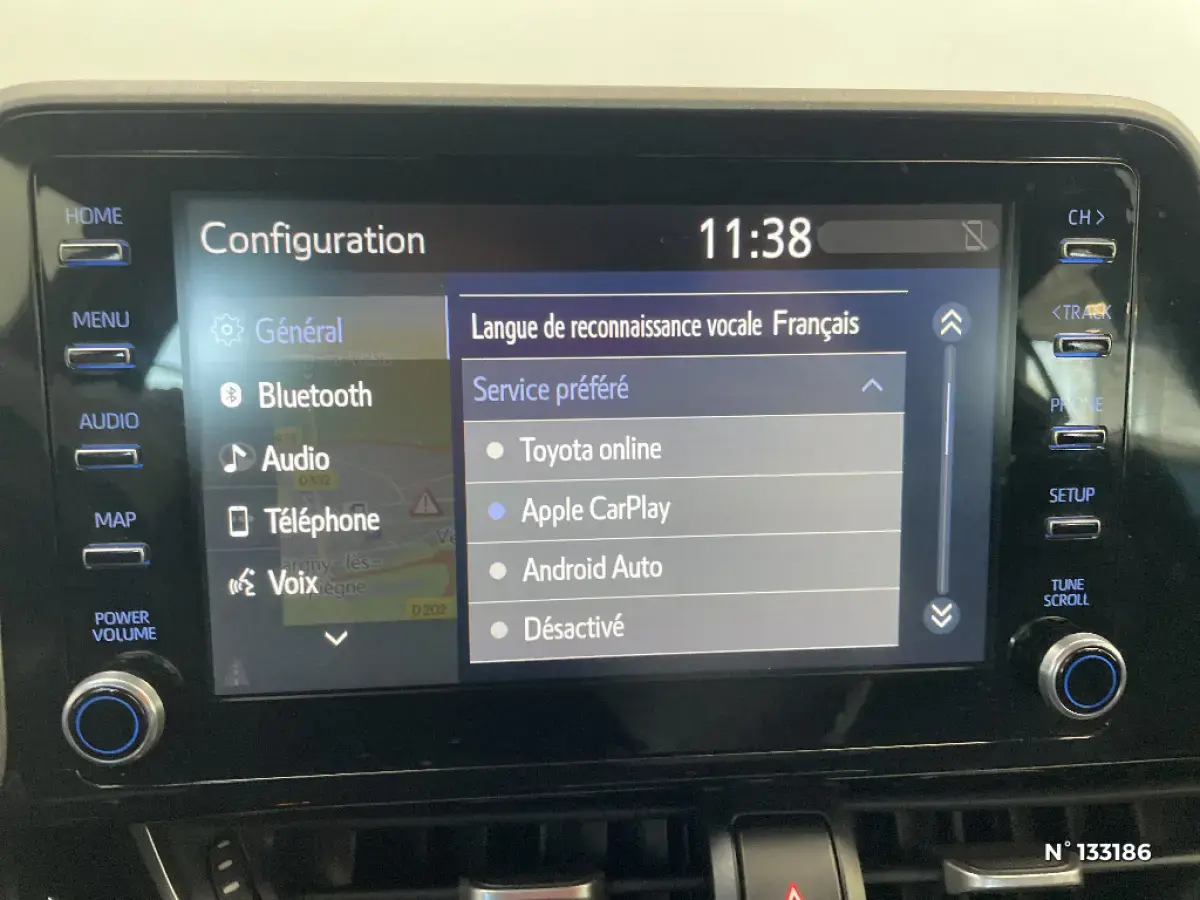 HOME
MENU
AUDIO
MAP
POWER
VOLUME
Configuration
11:38
Général
Bluetooth
Audio
Téléphone
Voix
Langue de reconnaissance vocale Français
Service préféré
Toyota online
Apple CarPlay
Android Auto
Désactivé
D202
CH >
<TRACK
PHONE
SETUP
TUNE
SCROLL
N° 133186